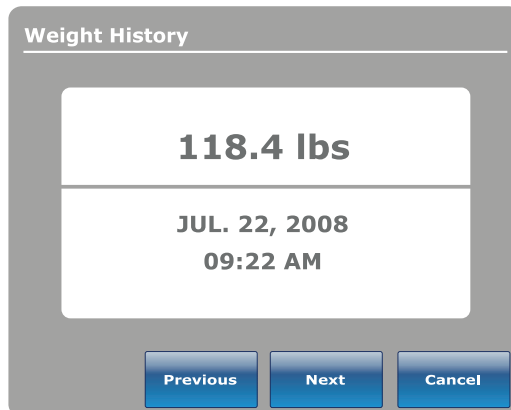 Weight History
118.4 lbs
JUL. 22, 2008
09:22 AM
Previous Next Cancel